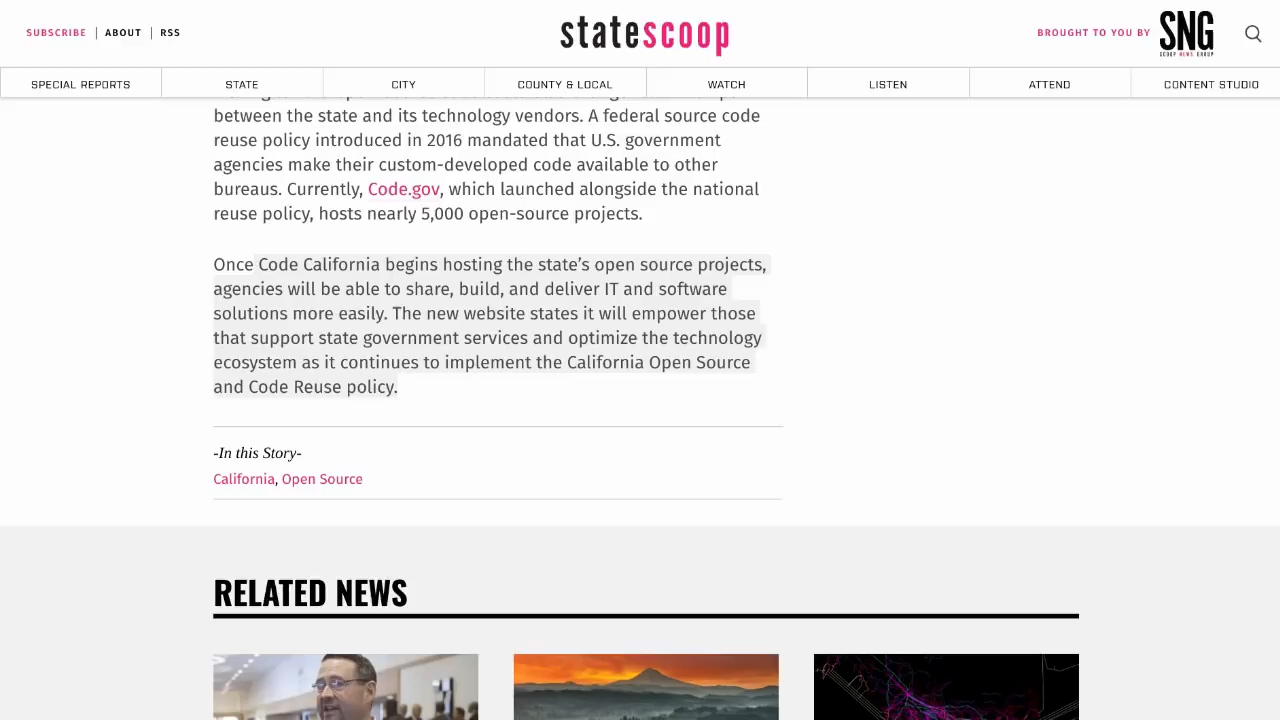 SUBSCRIBE | ABOUT | RSS
statescoop
BROUGHT TO YOU BY SNG
SCOOP NEWS GROUP
SPECIAL REPORTS STATE CITY COUNTY & LOCAL WATCH LISTEN ATTEND CONTENT STUDIO
between the state and its technology vendors. A federal source code
reuse policy introduced in 2016 mandated that U.S. government
agencies make their custom-developed code available to other
bureaus. Currently, Code.gov, which launched alongside the national
reuse policy, hosts nearly 5,000 open-source projects.
Once Code California begins hosting the state’s open source projects,
agencies will be able to share, build, and deliver IT and software
solutions more easily. The new website states it will empower those
that support state government services and optimize the technology
ecosystem as it continues to implement the California Open Source
and Code Reuse policy.
-In this Story-
California, Open Source
RELATED NEWS